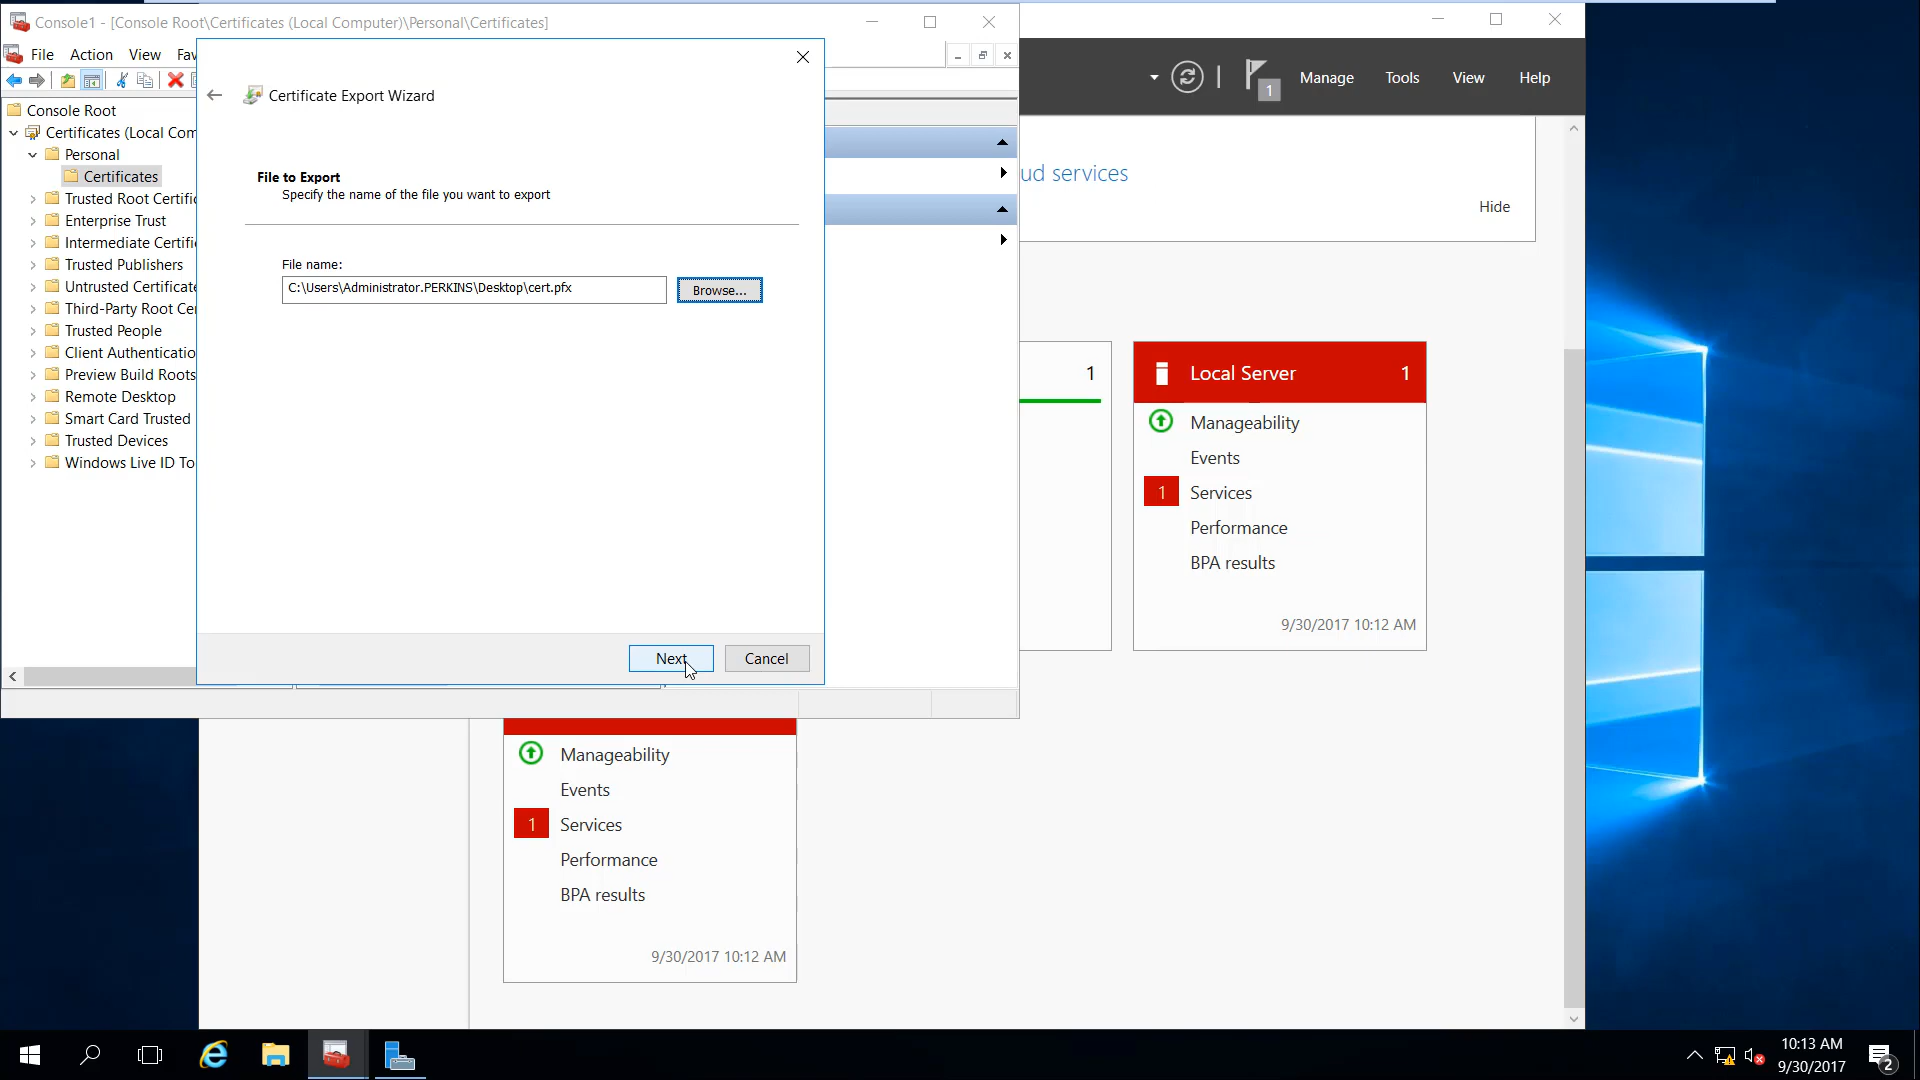 Console1 - [Console Root\Certificates (Local Computer)\Personal\Certificates]
File Action View Fav
Manage Tools View Help
1
Certificate Export Wizard
Console Root
Certificates (Local Com
Personal
Certificates
Trusted Root Certific
Enterprise Trust
Intermediate Certifi
Trusted Publishers
Untrusted Certificate
Third-Party Root Cer
Trusted People
Client Authenticatio
Preview Build Roots
Remote Desktop
Smart Card Trusted
Trusted Devices
Windows Live ID To
File to Export
Specify the name of the file you want to export
File name:
C:\Users\Administrator.PERKINS\Desktop\cert.pfx
Browse...
Next
Cancel
ud services
Hide
1
Local Server 1
Manageability
Events
1 Services
Performance
BPA results
9/30/2017 10:12 AM
Manageability
Events
1 Services
Performance
BPA results
9/30/2017 10:12 AM
10:13 AM
9/30/2017
2